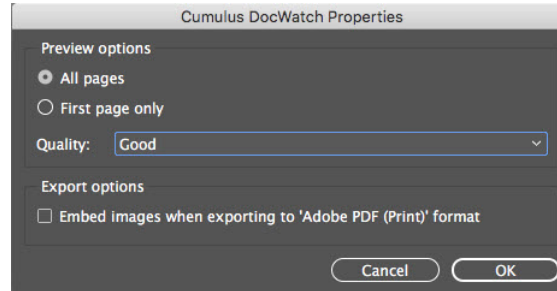 Cumulus DocWatch Properties
Preview options
All pages
First page only
Quality: Good
Export options
Embed images when exporting to 'Adobe PDF (Print)' format
Cancel OK